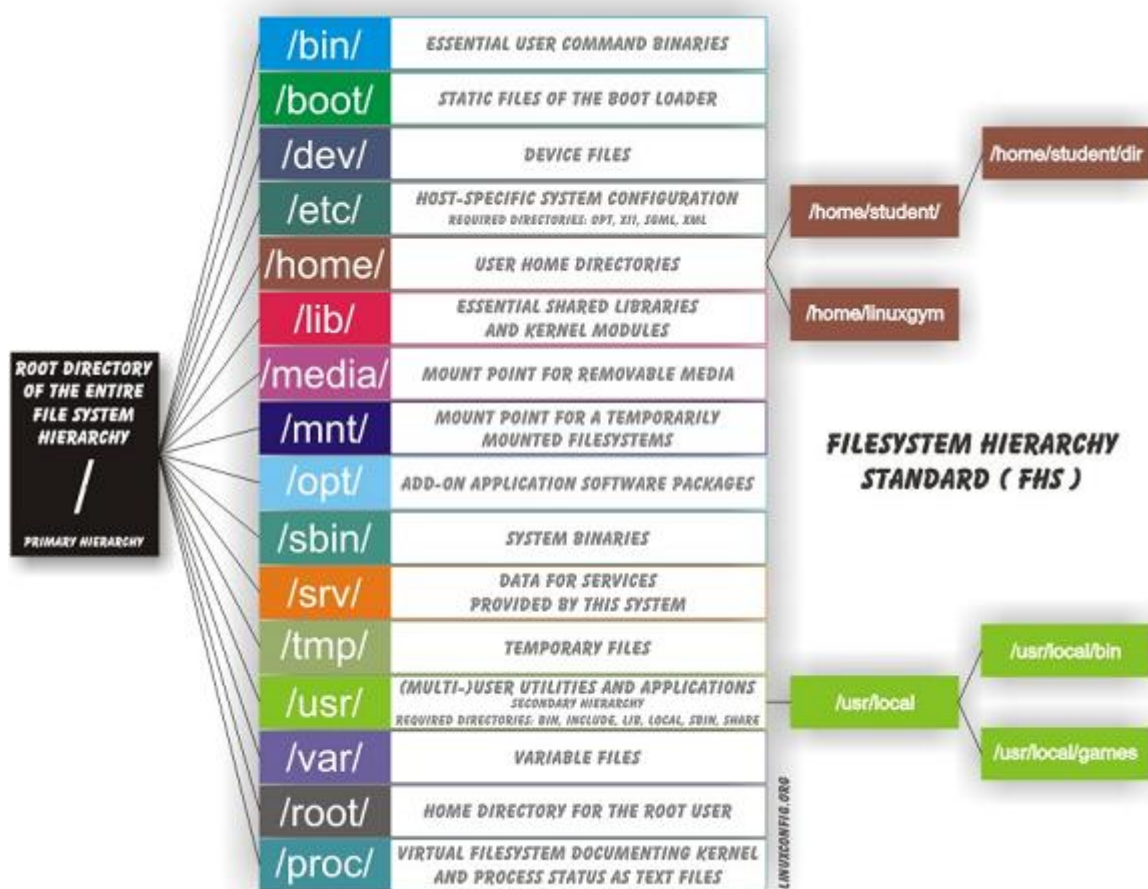 ROOT DIRECTORY
OF THE ENTIRE
FILE SYSTEM
HIERARCHY
/
PRIMARY HIERARCHY
/bin/
ESSENTIAL USER COMMAND BINARIES
/boot/
STATIC FILES OF THE BOOT LOADER
/dev/
DEVICE FILES
/etc/
HOST-SPECIFIC SYSTEM CONFIGURATION
REQUIRED DIRECTORIES: OPT, X11, SGML, XML
/home/
USER HOME DIRECTORIES
/lib/
ESSENTIAL SHARED LIBRARIES
AND KERNEL MODULES
/media/
MOUNT POINT FOR REMOVABLE MEDIA
/mnt/
MOUNT POINT FOR A TEMPORARILY
MOUNTED FILESYSTEMS
/opt/
ADD-ON APPLICATION SOFTWARE PACKAGES
/sbin/
SYSTEM BINARIES
/srv/
DATA FOR SERVICES
PROVIDED BY THIS SYSTEM
/tmp/
TEMPORARY FILES
/usr/
(MULTI-)USER UTILITIES AND APPLICATIONS
SECONDARY HIERARCHY
REQUIRED DIRECTORIES: BIN, INCLUDE, LIB, LOCAL, SBIN, SHARE
/var/
VARIABLE FILES
/root/
HOME DIRECTORY FOR THE ROOT USER
/proc/
VIRTUAL FILESYSTEM DOCUMENTING KERNEL
AND PROCESS STATUS AS TEXT FILES
/home/student/
/home/student/dir
/home/linuxgym
FILESYSTEM HIERARCHY
STANDARD ( FHS )
/usr/local
/usr/local/bin
/usr/local/games
LINUXCONFIG.ORG